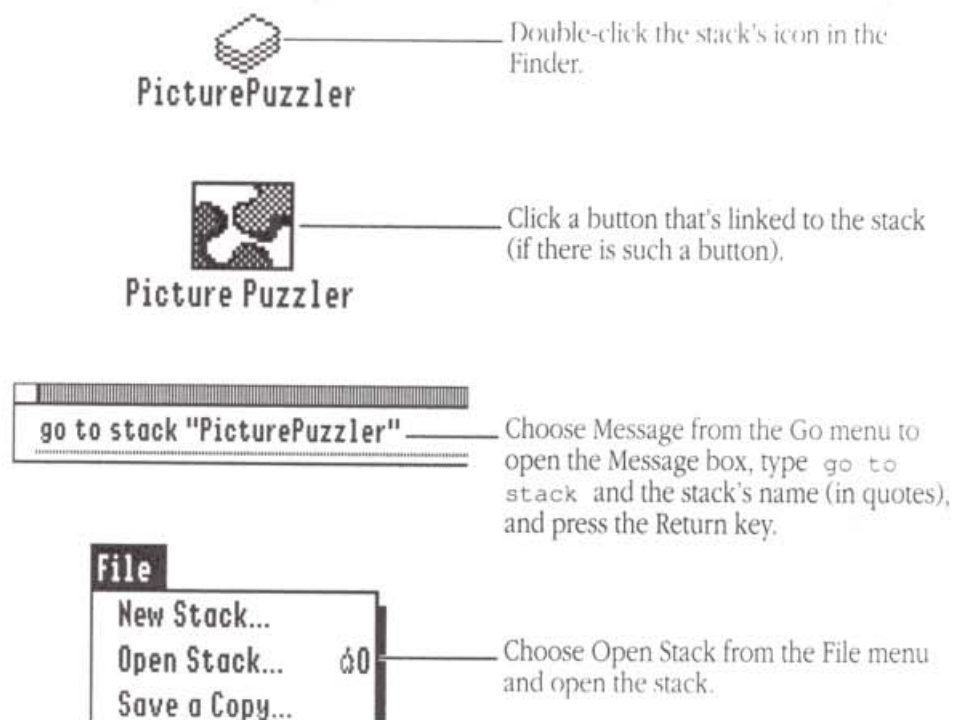 Double-click the stack's icon in the
Finder.
PicturePuzzler
Click a button that's linked to the stack
(if there is such a button).
Picture Puzzler
go to stack "PicturePuzzler"
Choose Message from the Go menu to
open the Message box, type go to
stack and the stack's name (in quotes),
and press the Return key.
File
New Stack...
Open Stack... O
Save a Copy...
Choose Open Stack from the File menu
and open the stack.